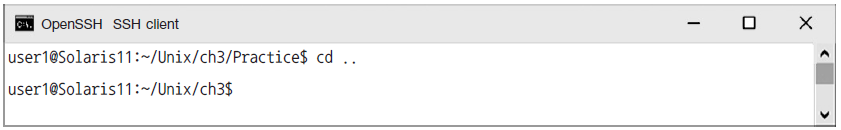 OpenSSH SSH client
user1@Solaris11:~/Unix/ch3/Practice$ cd ..
user1@Solaris11:~/Unix/ch3$